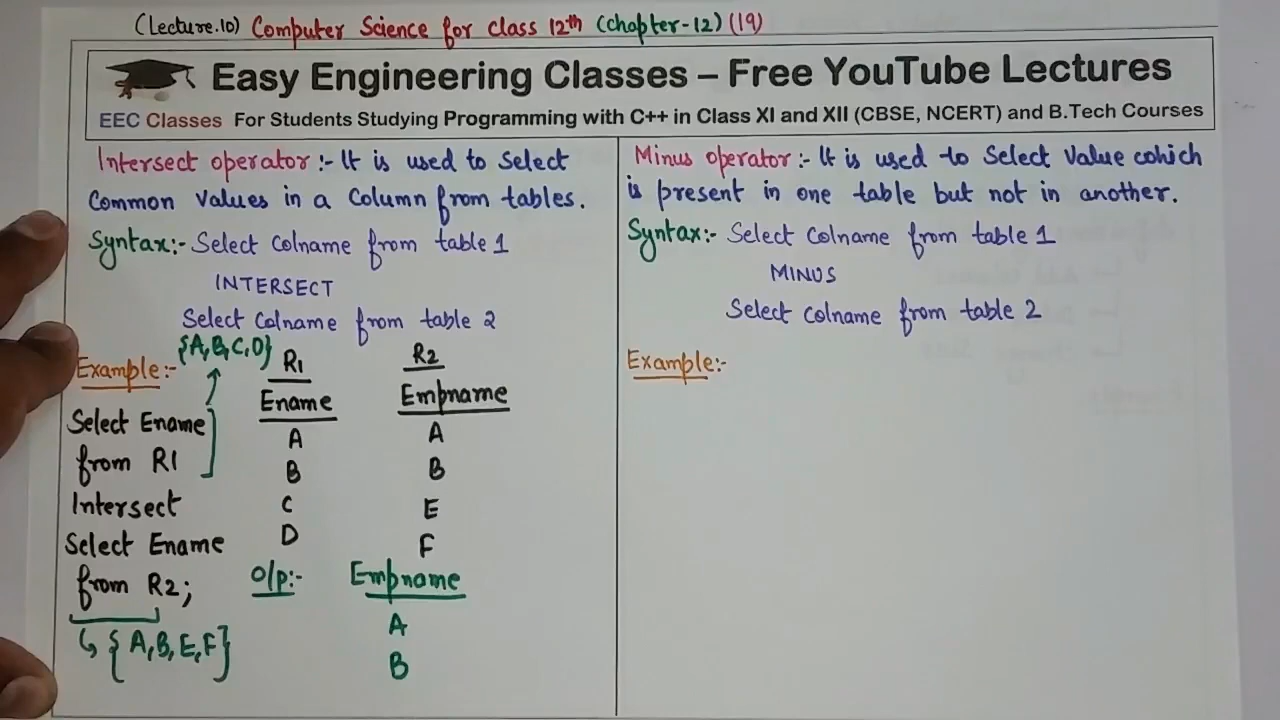 (Lecture.10) Computer Science for class 12th (chapter-12) (19)
Easy Engineering Classes – Free YouTube Lectures
EEC Classes For Students Studying Programming with C++ in Class XI and XII (CBSE, NCERT) and B.Tech Courses
Intersect operator:- It is used to Select
Common Values in a Column from tables.
Syntax:- Select Colname from table 1
INTERSECT
Select Colname from table 2
{A,B,C,D}
Example:-
R1
R2
Ename
Empname
Select Ename
from R1
Intersect
Select Ename
from R2;
{A,B,E,F}
A
B
C
D
A
B
E
F
O/p:-
Empname
A
B
Minus operator:- It is used to Select Value which
is present in one table but not in another.
Syntax:- Select Colname from table 1
MINUS
Select Colname from table 2
Example:-